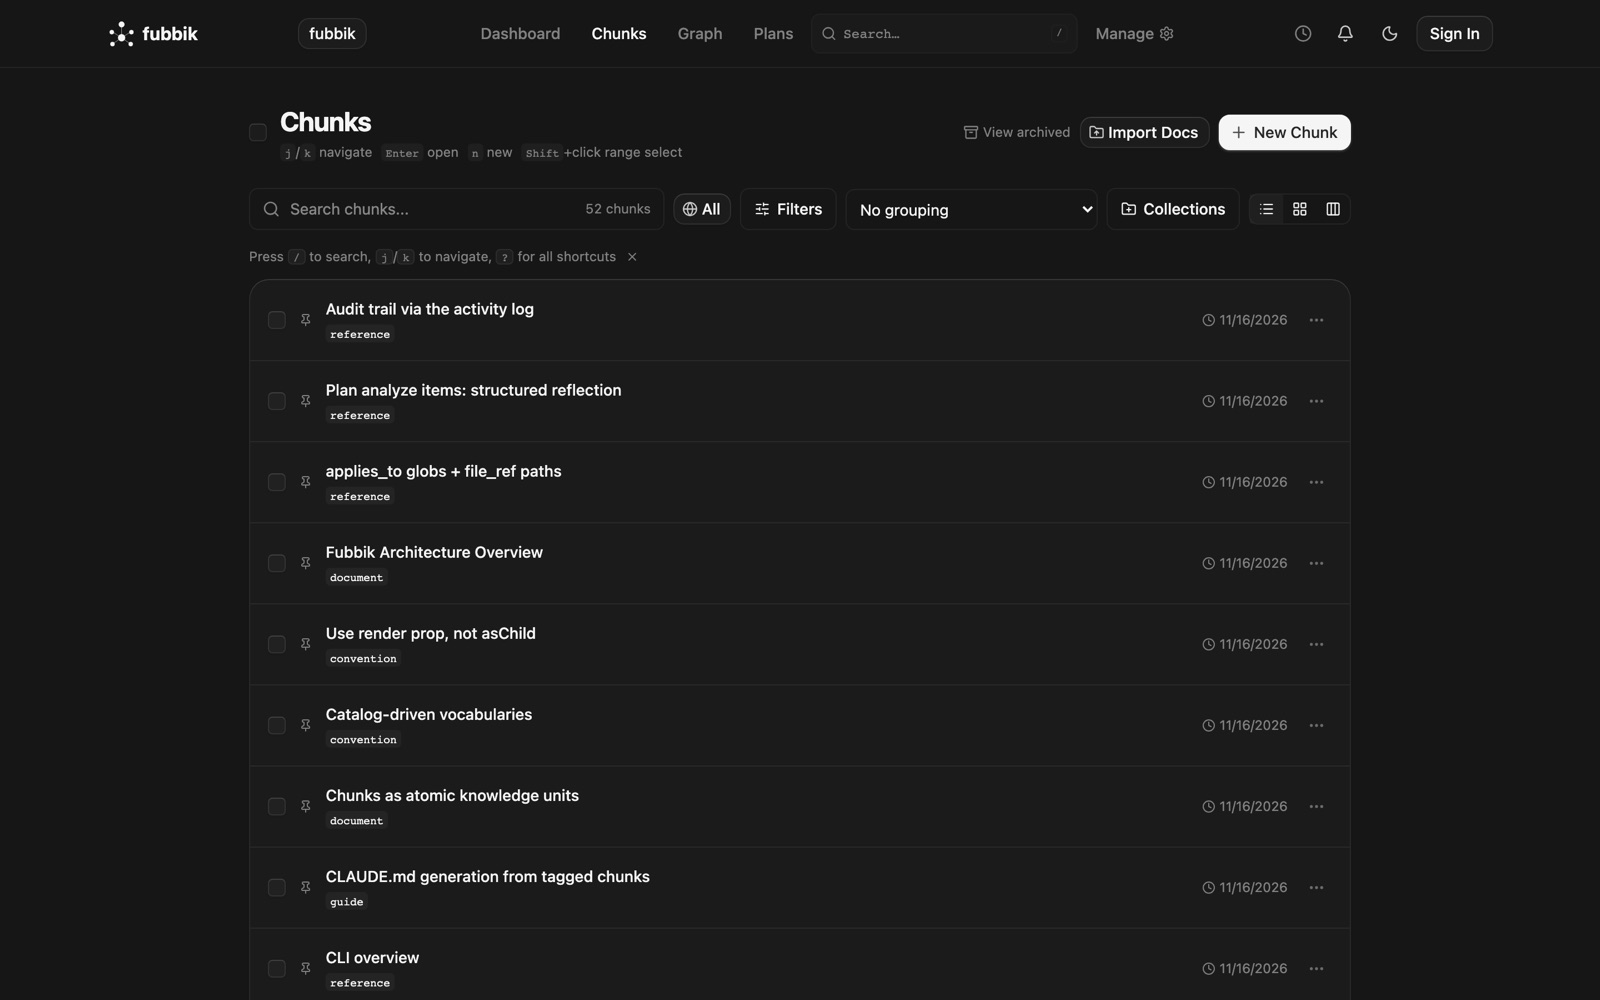 fubbik
fubbik
Dashboard
Chunks
Graph
Plans
Search…
/
Manage
Sign In
Chunks
j / k navigate Enter open n new Shift +click range select
View archived
Import Docs
New Chunk
Search chunks...
52 chunks
All
Filters
No grouping
Collections
Press / to search, j / k to navigate, ? for all shortcuts ×
Audit trail via the activity log
reference
11/16/2026
Plan analyze items: structured reflection
reference
11/16/2026
applies_to globs + file_ref paths
reference
11/16/2026
Fubbik Architecture Overview
document
11/16/2026
Use render prop, not asChild
convention
11/16/2026
Catalog-driven vocabularies
convention
11/16/2026
Chunks as atomic knowledge units
document
11/16/2026
CLAUDE.md generation from tagged chunks
guide
11/16/2026
CLI overview
reference
11/16/2026